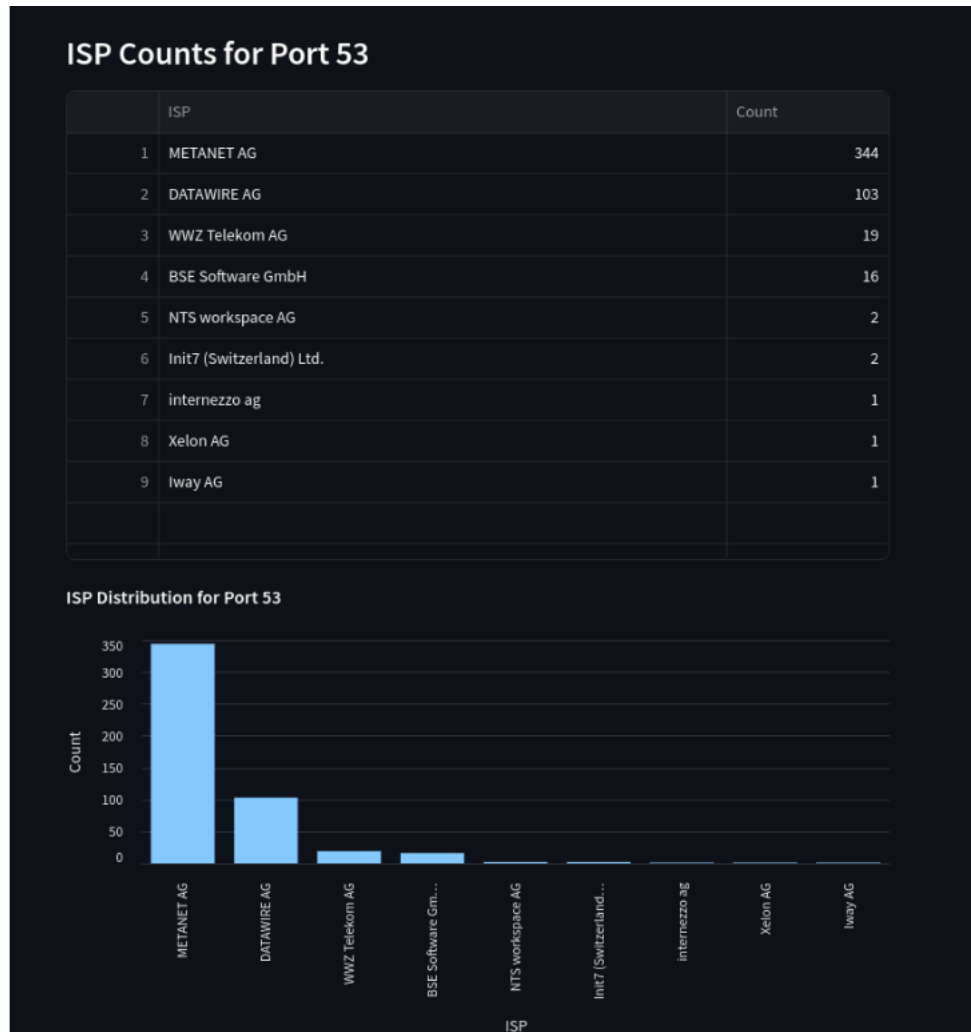 ISP Counts for Port 53
ISP Count
1 METANET AG 344
2 DATAWIRE AG 103
3 WWZ Telekom AG 19
4 BSE Software GmbH 16
5 NTS workspace AG 2
6 Init7 (Switzerland) Ltd. 2
7 internezzo ag 1
8 Xelon AG 1
9 Iway AG 1
ISP Distribution for Port 53
350
300
250
200
150
100
50
0
Count
METANET AG
DATAWIRE AG
WWZ Telekom AG
BSE Software Gm…
NTS workspace AG
Init7 (Switzerland…
internezzo ag
Xelon AG
Iway AG
ISP